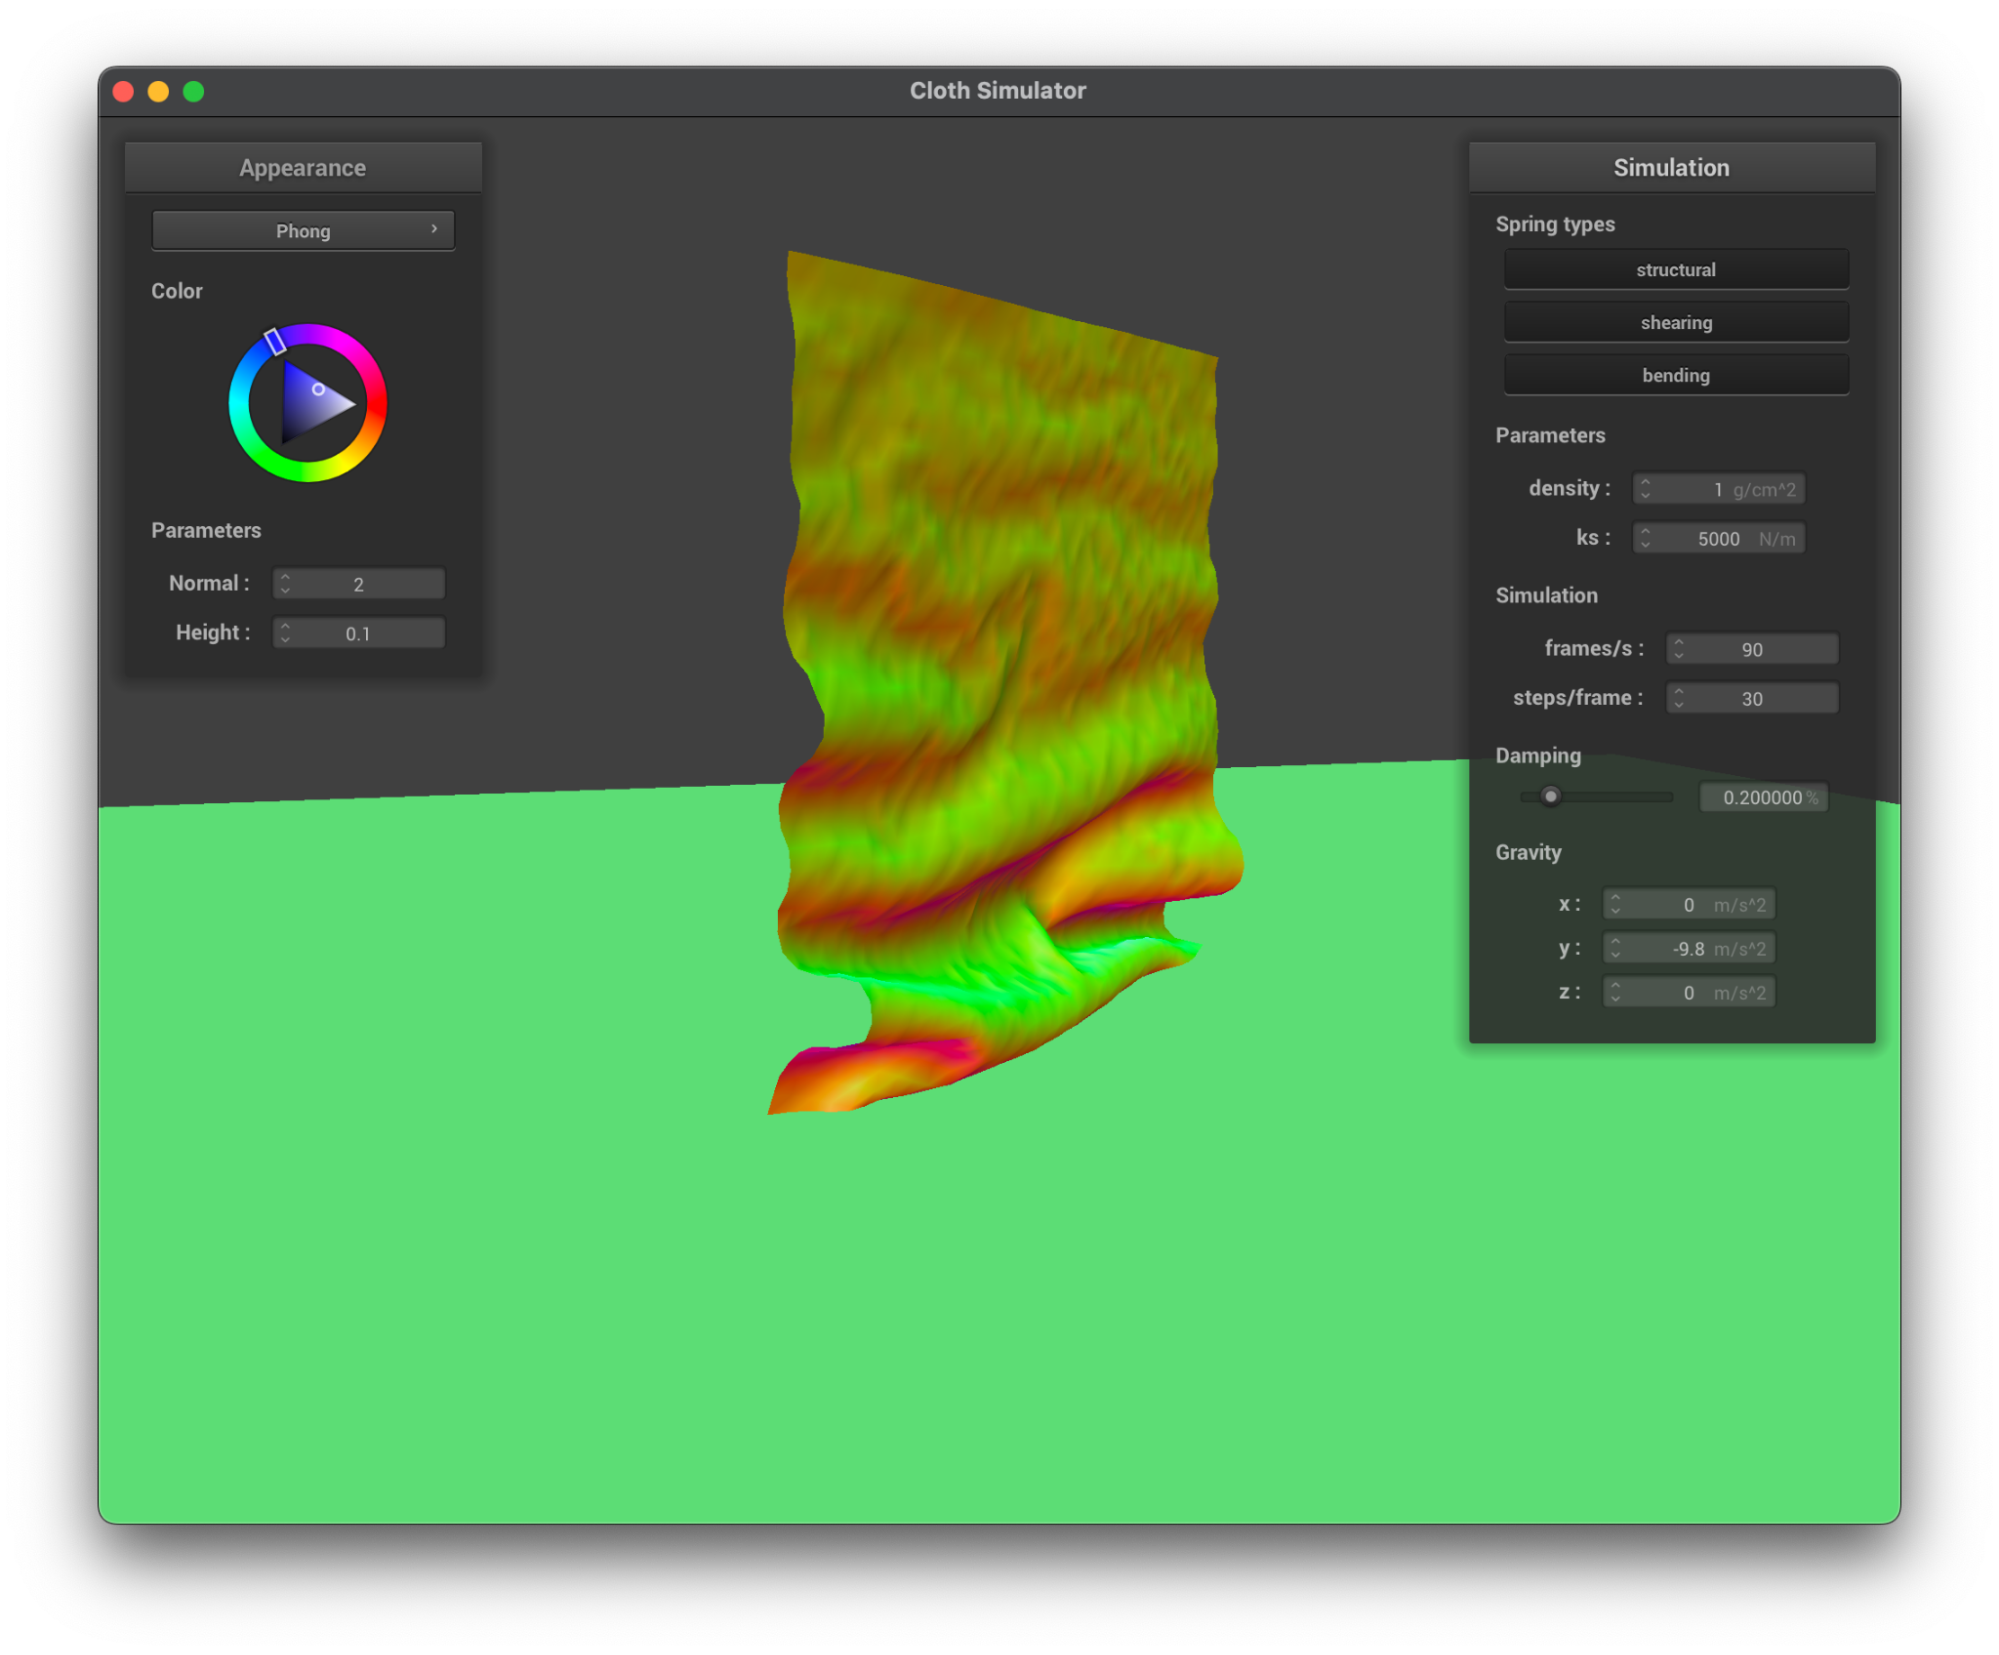 Cloth Simulator
Appearance
Phong
Color
Parameters
Normal : 2
Height : 0.1
Simulation
Spring types
structural
shearing
bending
Parameters
density : 1 g/cm^2
ks : 5000 N/m
Simulation
frames/s : 90
steps/frame : 30
Damping
0.200000 %
Gravity
x : 0 m/s^2
y : -9.8 m/s^2
z : 0 m/s^2